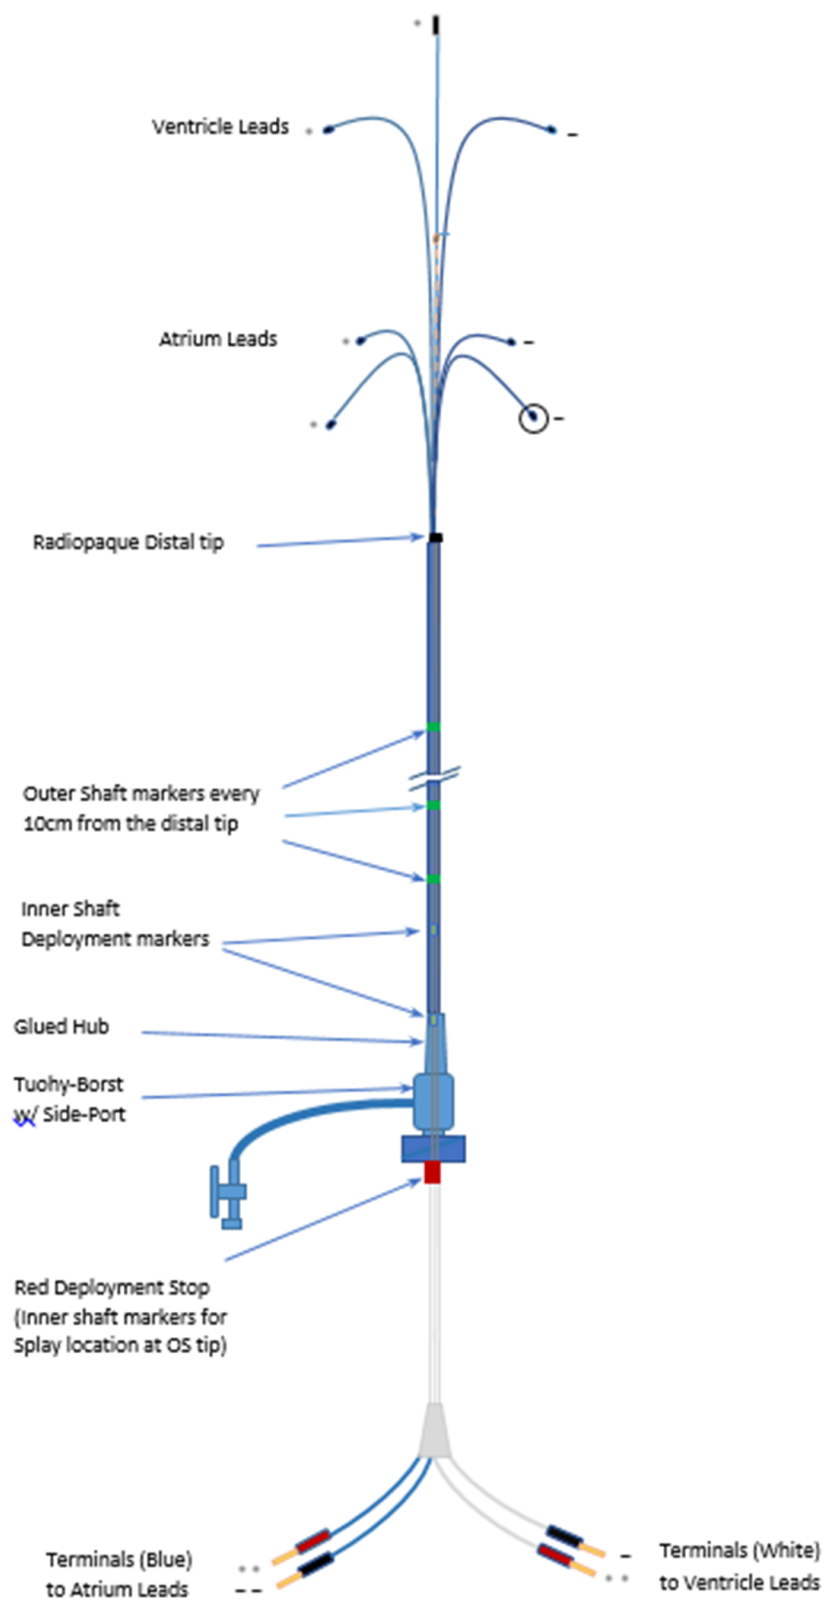 Ventricle Leads
–
Atrium Leads
–
–
Radiopaque Distal tip
Outer Shaft markers every
10cm from the distal tip
Inner Shaft
Deployment markers
Glued Hub
Tuohy-Borst
w/ Side-Port
Red Deployment Stop
(Inner shaft markers for
Splay location at OS tip)
Terminals (Blue)
to Atrium Leads
– –
–
Terminals (White)
to Ventricle Leads